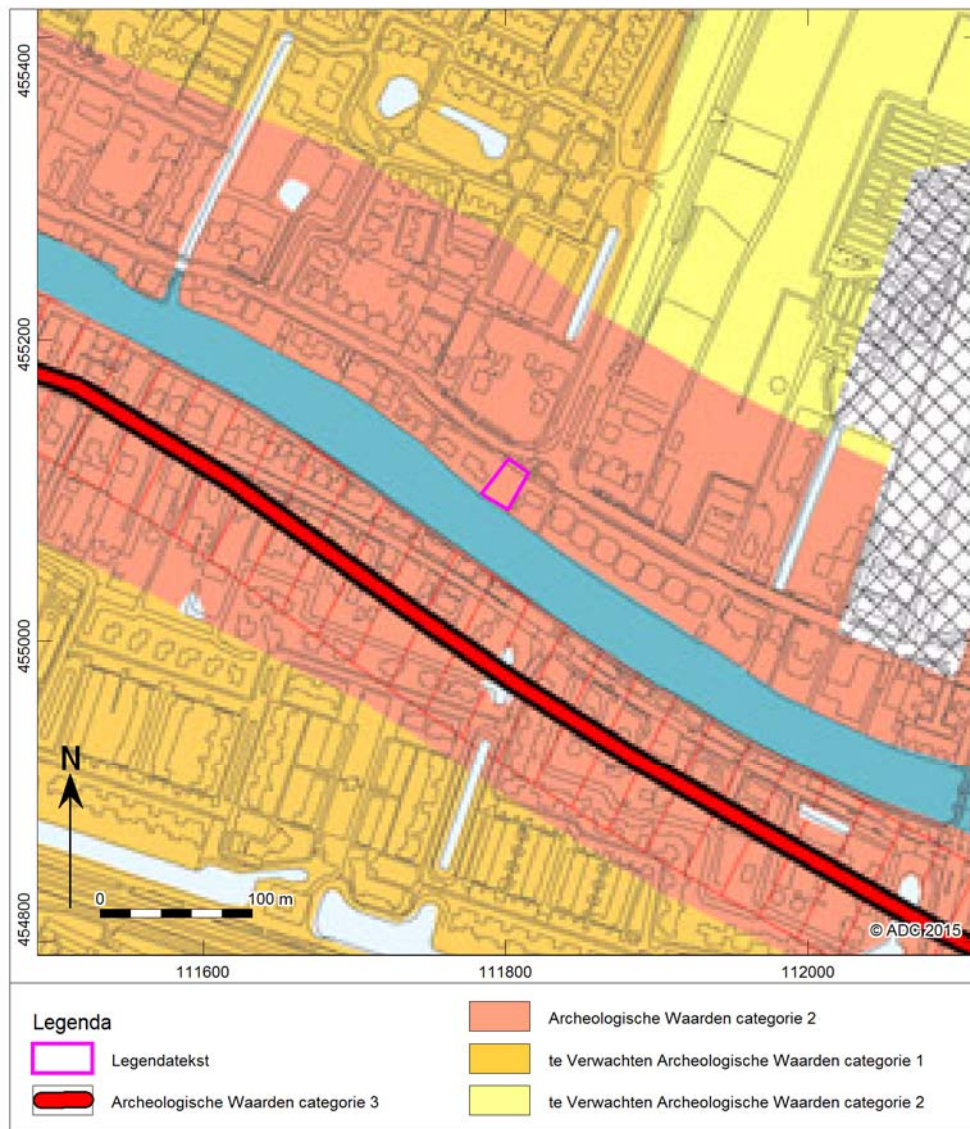 455400
455200
455000
454800
N
0 100 m
© ADC 2015
111600 111800 112000
Legenda
Legendatekst
Archeologische Waarden categorie 3
Archeologische Waarden categorie 2
te Verwachten Archeologische Waarden categorie 1
te Verwachten Archeologische Waarden categorie 2